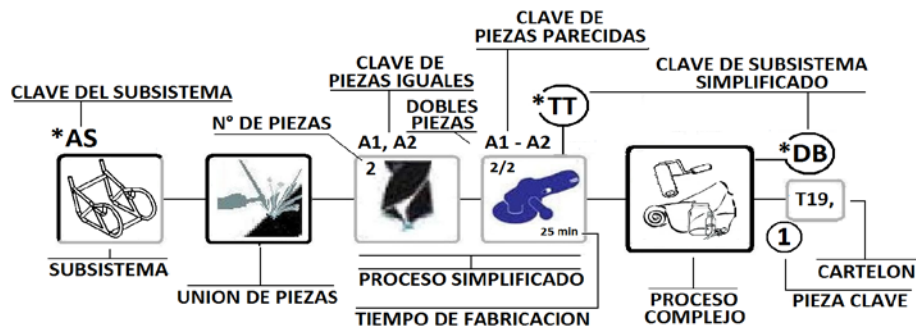 CLAVE DE
PIEZAS PARECIDAS
CLAVE DE
PIEZAS IGUALES
CLAVE DE SUBSISTEMA
SIMPLIFICADO
CLAVE DEL SUBSISTEMA
DOBLES
PIEZAS
*TT
N° DE PIEZAS
*AS
A1, A2
A1 - A2
*DB
2
2/2
T19,
25 min
1
SUBSISTEMA
UNION DE PIEZAS
PROCESO SIMPLIFICADO
TIEMPO DE FABRICACION
PROCESO
COMPLEJO
CARTELON
PIEZA CLAVE